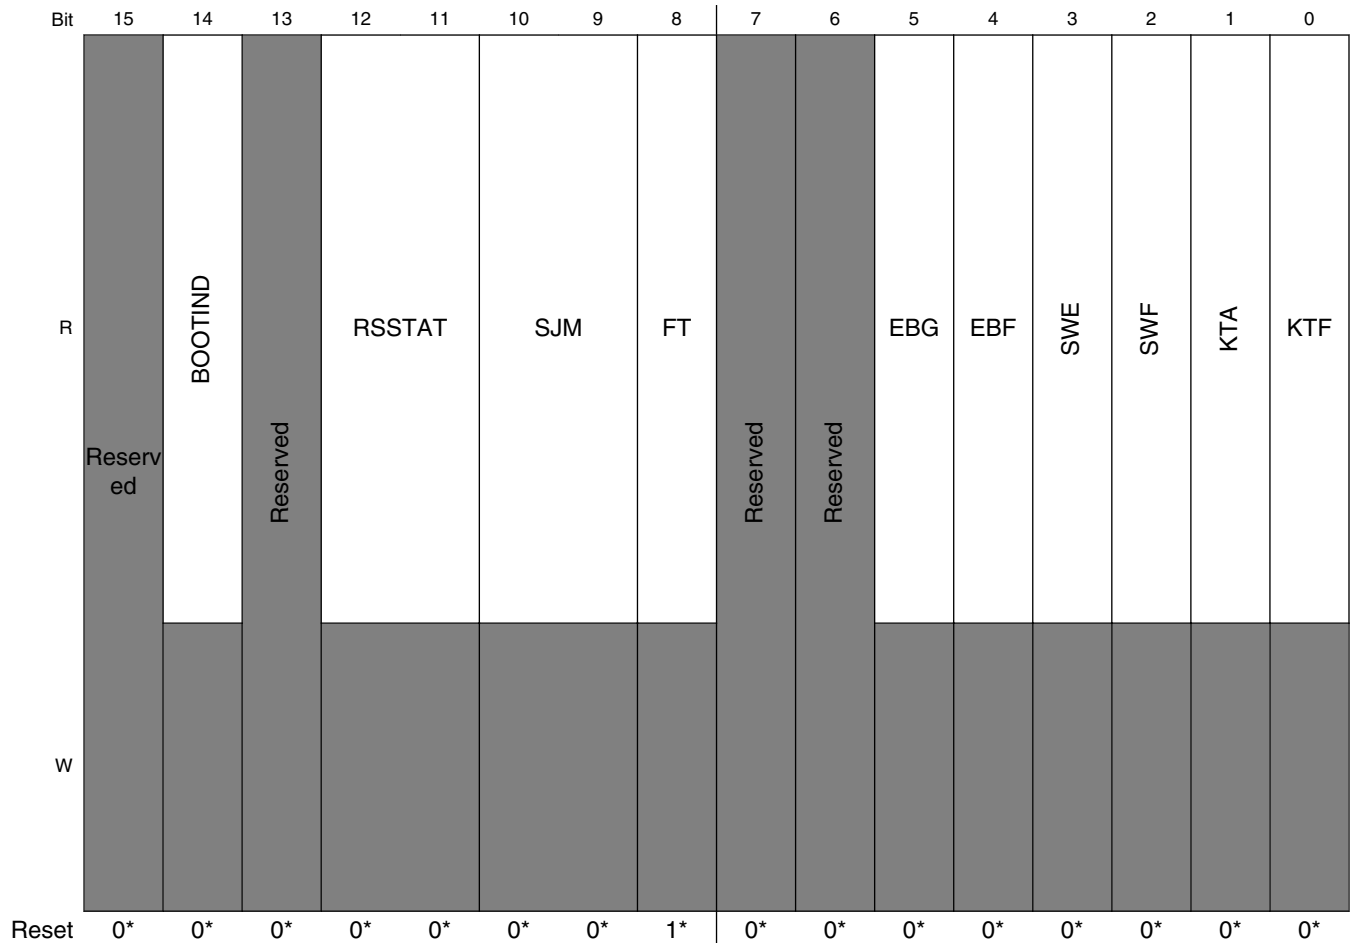 Bit 15 14 13 12 11 10 9 8 7 6 5 4 3 2 1 0
R
Reserv
ed
BOOTIND
Reserved
RSSTAT
SJM
FT
Reserved
Reserved
EBG
EBF
SWE
SWF
KTA
KTF
W
Reset 0* 0* 0* 0* 0* 0* 0* 1* 0* 0* 0* 0* 0* 0* 0* 0*